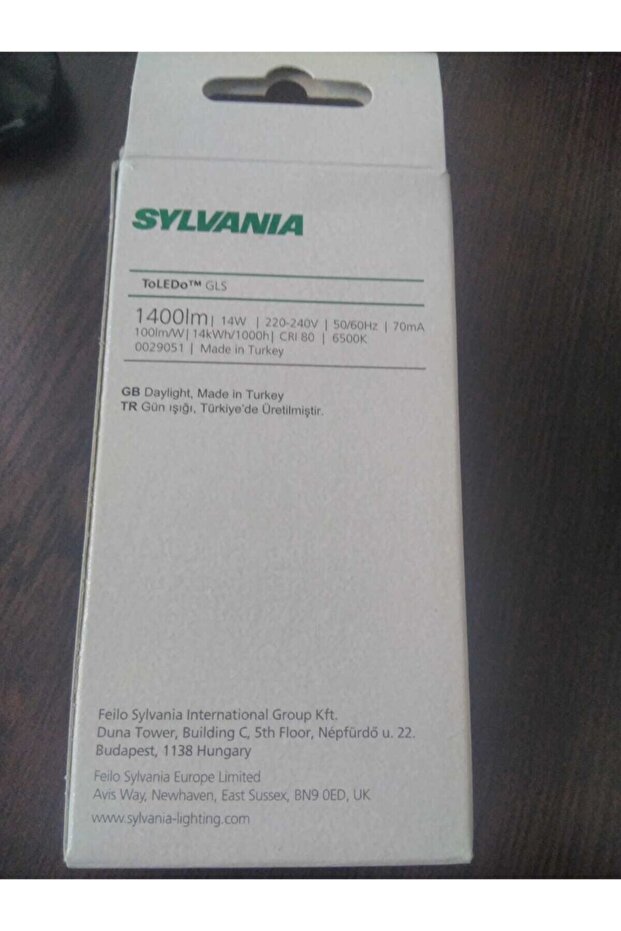 SYLVANIA
ToLEDo™ GLS
1400lm| 14W | 220-240V | 50/60Hz | 70mA
100lm/W| 14kWh/1000h| CRI 80 | 6500K
0029051 | Made in Turkey
GB Daylight, Made in Turkey
TR Gün ışığı, Türkiye'de Üretilmiştir.
Feilo Sylvania International Group Kft.
Duna Tower, Building C, 5th Floor, Népfürdő u. 22.
Budapest, 1138 Hungary
Feilo Sylvania Europe Limited
Avis Way, Newhaven, East Sussex, BN9 0ED, UK
www.sylvania-lighting.com